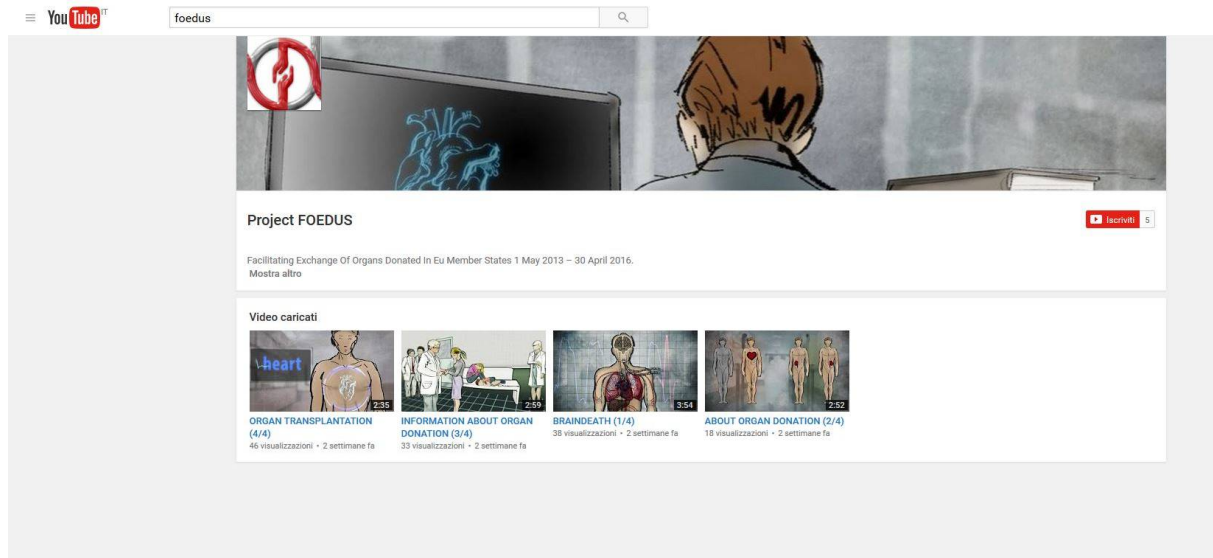 YouTube IT
foedus
Project FOEDUS
Iscriviti 5
Facilitating Exchange Of Organs Donated In Eu Member States 1 May 2013 – 30 April 2016.
Mostra altro
Video caricati
heart
2:35
ORGAN TRANSPLANTATION
(4/4)
46 visualizzazioni • 2 settimane fa
2:59
INFORMATION ABOUT ORGAN
DONATION (3/4)
33 visualizzazioni • 2 settimane fa
3:54
BRAINDEATH (1/4)
38 visualizzazioni • 2 settimane fa
2:52
ABOUT ORGAN DONATION (2/4)
18 visualizzazioni • 2 settimane fa